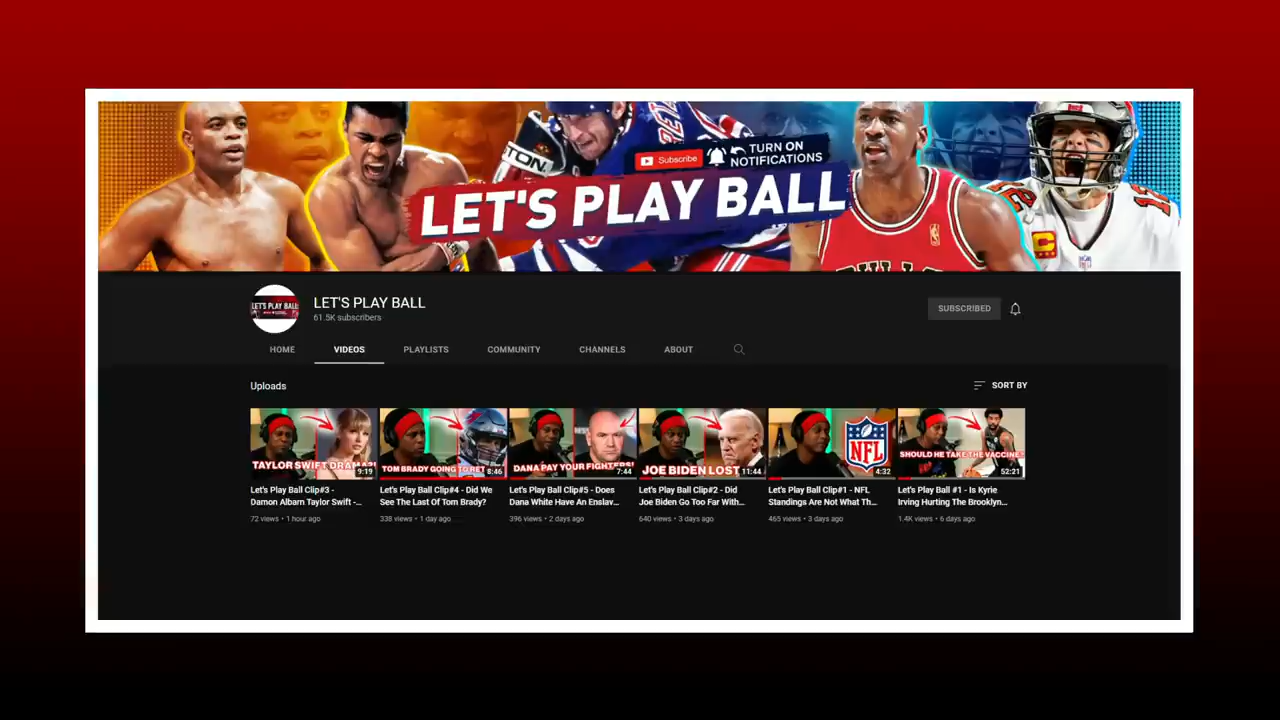 TURN ON
Subscribe
NOTIFICATIONS
LET'S PLAY BALL
LET'S PLAY BALL
LET'S PLAY BALL
61.5K subscribers
SUBSCRIBED
HOME
VIDEOS
PLAYLISTS
COMMUNITY
CHANNELS
ABOUT
Uploads
SORT BY
TAYLOR SWIFT DRAMA?!
9:19
TOM BRADY GOING TO RET
6:46
DANA PAY YOUR FIGHTERS!
7:44
JOE BIDEN LOST
11:44
NFL
4:32
SHOULD HE TAKE THE VACCINE?
52:21
Let's Play Ball Clip#3 -
Damon Albarn Taylor Swift -...
72 views • 1 hour ago
Let's Play Ball Clip#4 - Did We
See The Last Of Tom Brady?
338 views • 1 day ago
Let's Play Ball Clip#5 - Does
Dana White Have An Enslav...
396 views • 2 days ago
Let's Play Ball Clip#2 - Did
Joe Biden Go Too Far With...
640 views • 3 days ago
Let's Play Ball Clip#1 - NFL
Standings Are Not What Th...
465 views • 3 days ago
Let's Play Ball #1 - Is Kyrie
Irving Hurting The Brooklyn...
1.4K views • 6 days ago